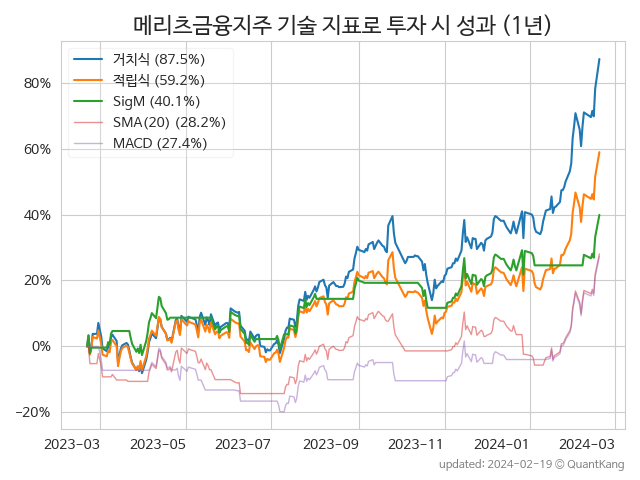 메리츠금융지주 기술 지표로 투자 시 성과 (1년)
거치식 (87.5%)
적립식 (59.2%)
SigM (40.1%)
SMA(20) (28.2%)
MACD (27.4%)
80%
60%
40%
20%
0%
−20%
2023-03 2023-05 2023-07 2023-09 2023-11 2024-01 2024-03
updated: 2024-02-19 © QuantKang